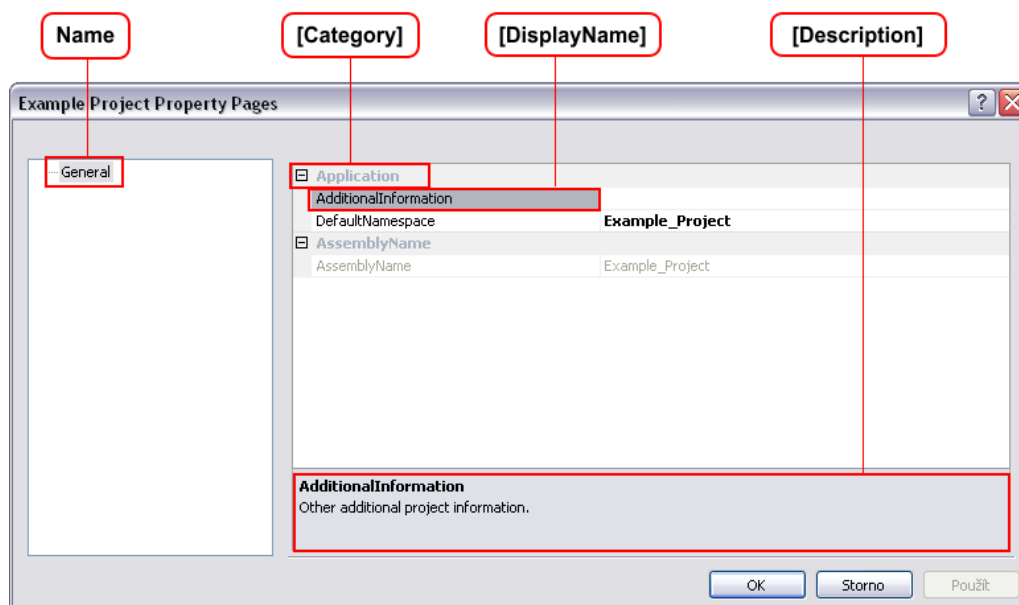 Name [Category] [DisplayName] [Description]
Example Project Property Pages
General
Application
AdditionalInformation
DefaultNamespace Example_Project
AssemblyName
AssemblyName Example_Project
AdditionalInformation
Other additional project information.
OK Storno Použít